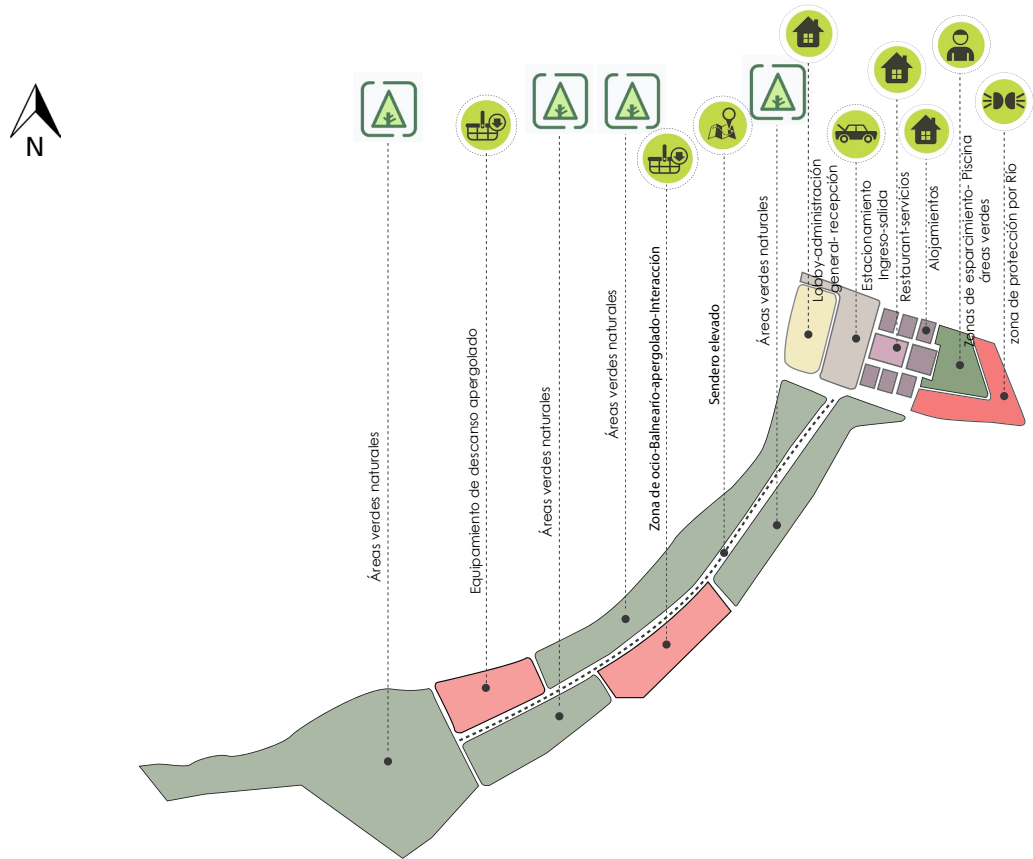 N
Áreas verdes naturales
Equipamiento de descanso apergolado
Áreas verdes naturales
Áreas verdes naturales
Zona de ocio-Balneario-apergolado-Interacción
Sendero elevado
Áreas verdes naturales
Lobby-administración
general- recepción
Estacionamiento
Ingreso-salida
Restaurant-servicios
Alojamientos
Zonas de esparcimiento- Piscina
áreas verdes
zona de protección por Río